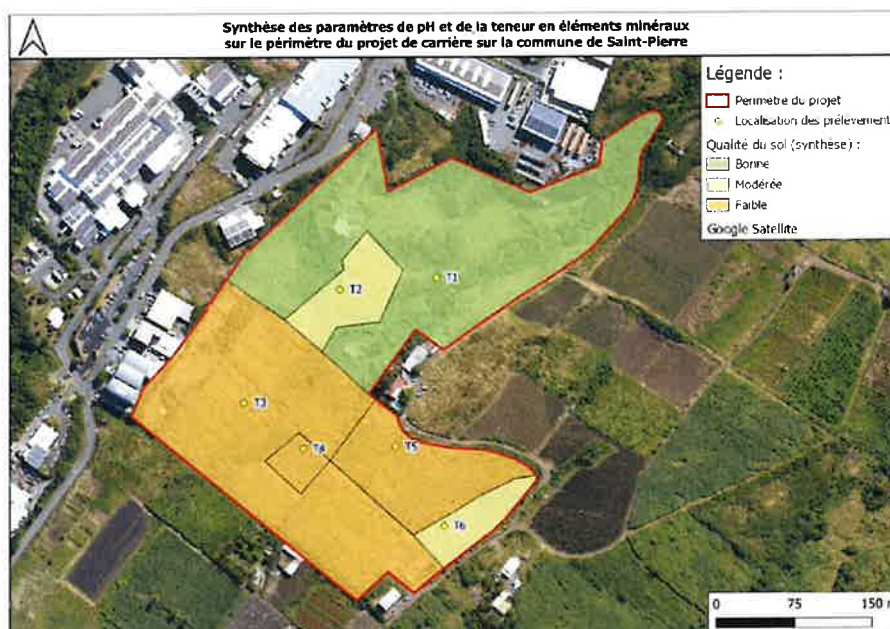 Synthèse des paramètres de pH et de la teneur en éléments minéraux
sur le périmètre du projet de carrière sur la commune de Saint-Pierre
Légende :
Périmètre du projet
Localisation des prélèvement
Qualité du sol (synthèse) :
Bonne
Modérée
Faible
Google Satellite
T1
T2
T3
T4
T5
T6
0 75 150 m